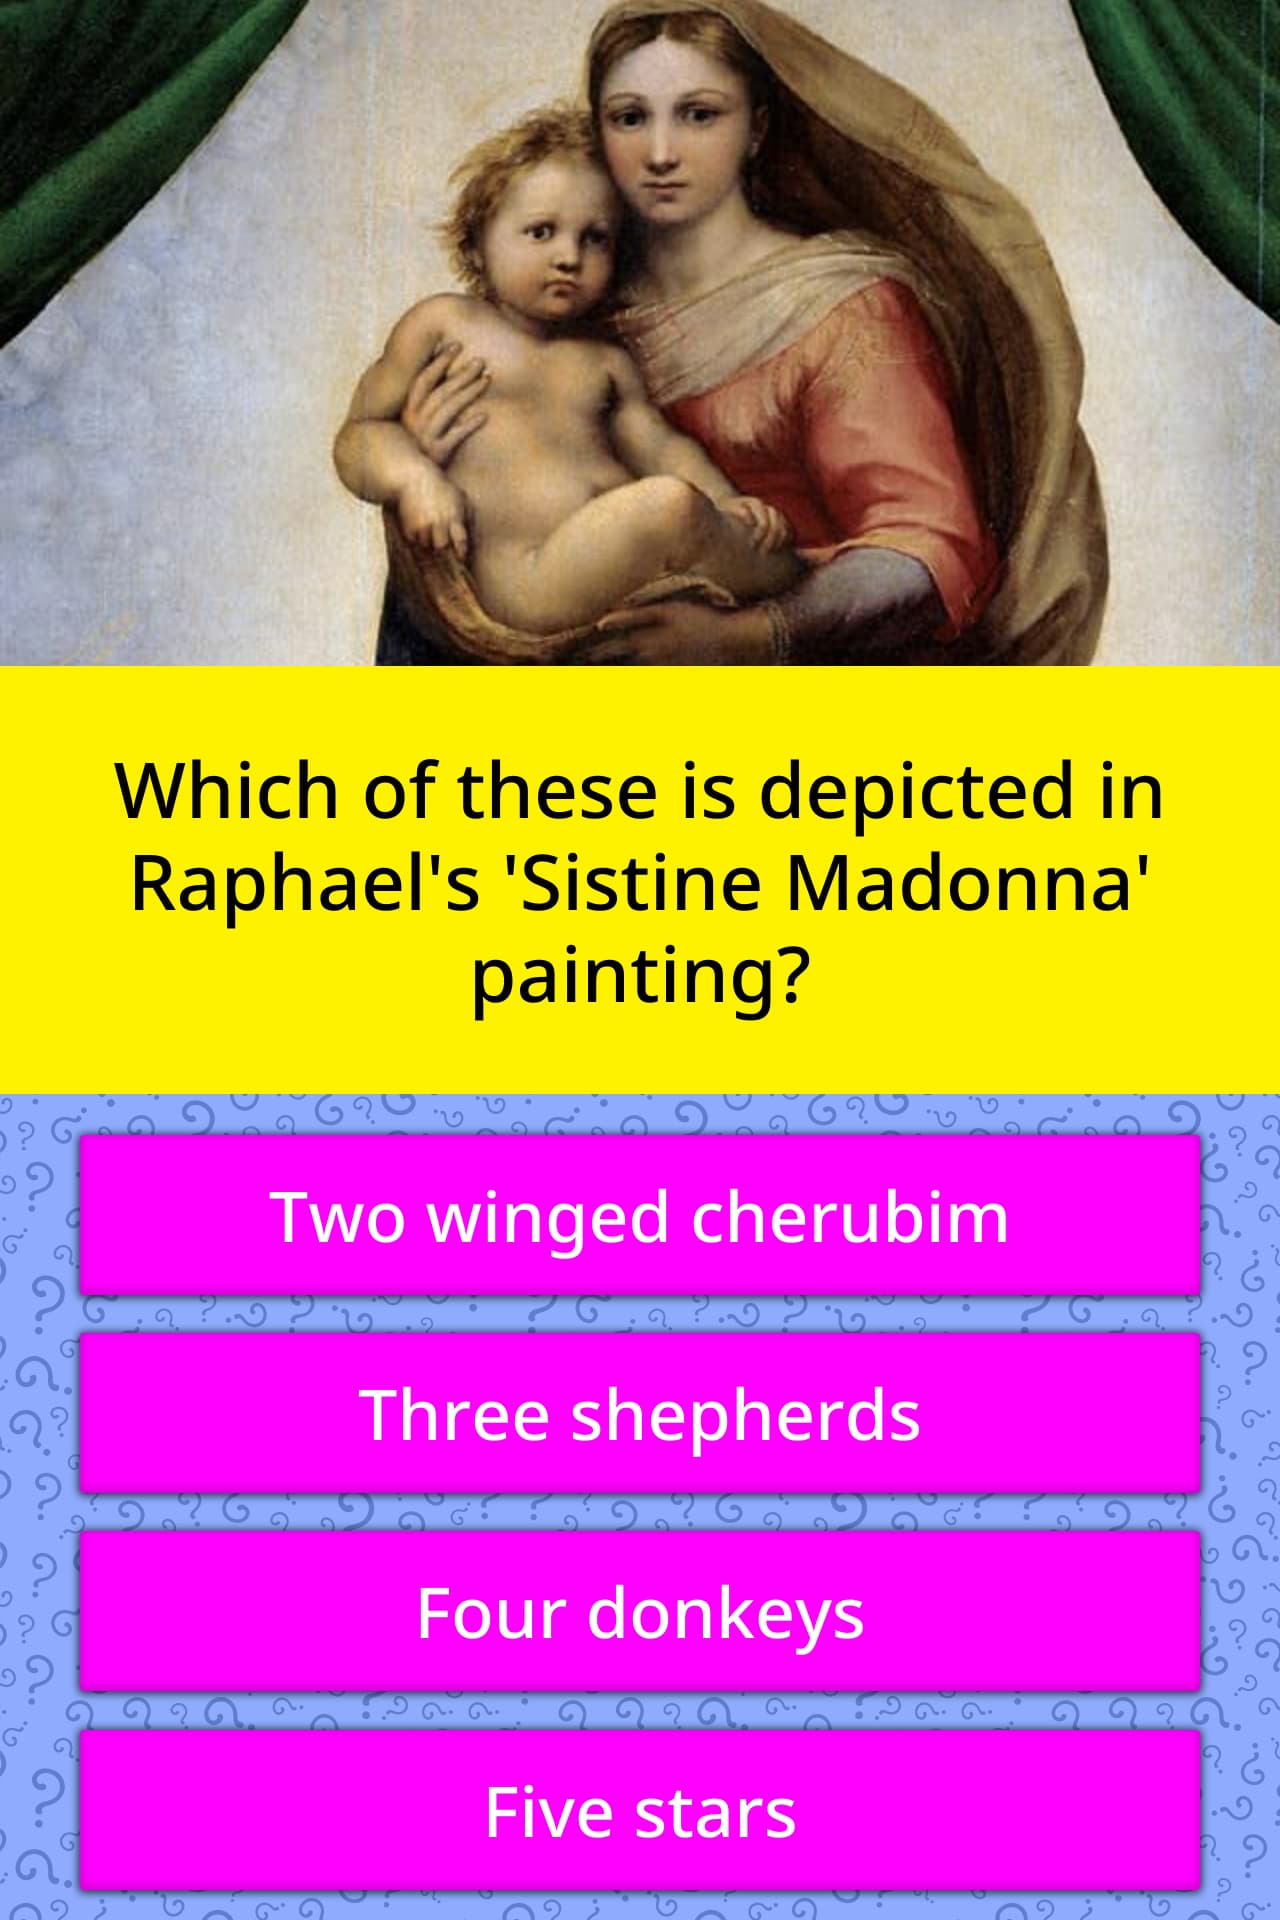 Which of these is depicted in
Raphael's 'Sistine Madonna'
painting?
Two winged cherubim
Three shepherds
Four donkeys
Five stars